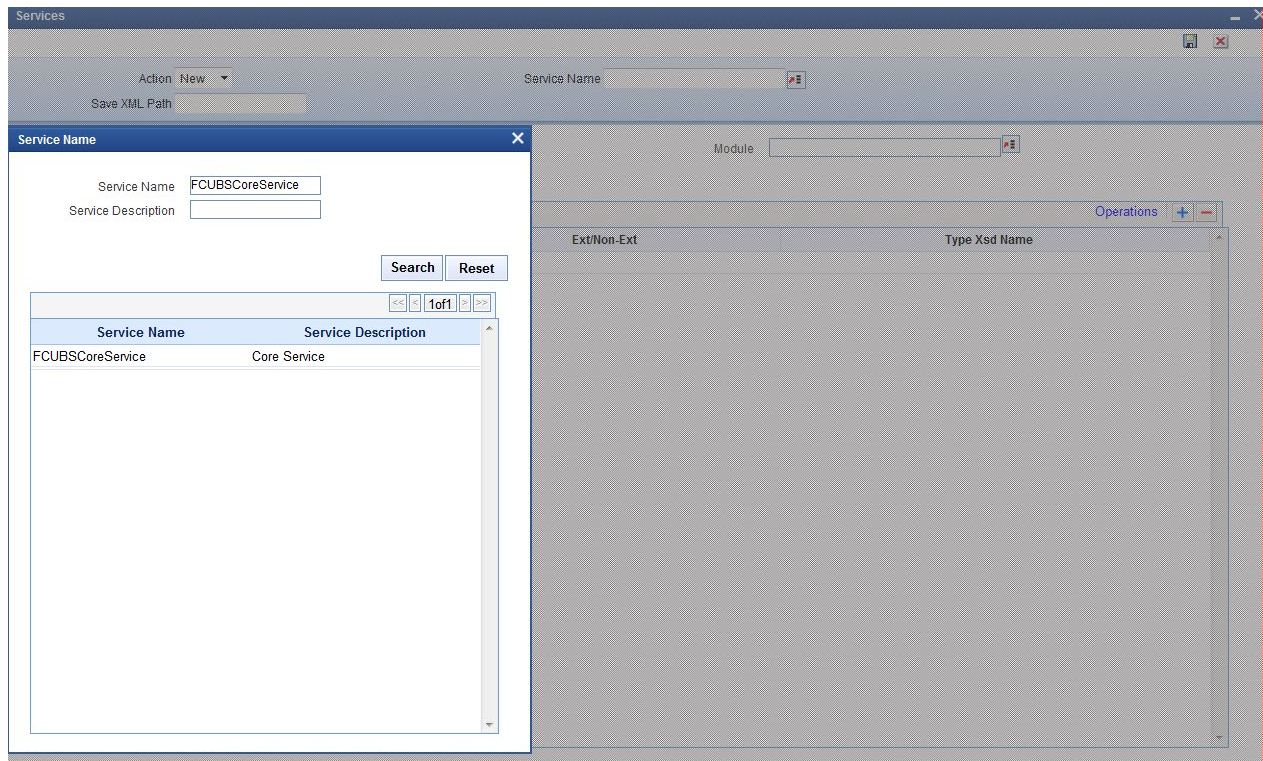 Services
Action New Service Name
Save XML Path
Service Name
Module
Service Name FCUBSCoreService
Service Description
Operations
Ext/Non-Ext Type Xsd Name
Search Reset
<< < 1of1 > >>
Service Name Service Description
FCUBSCoreService Core Service